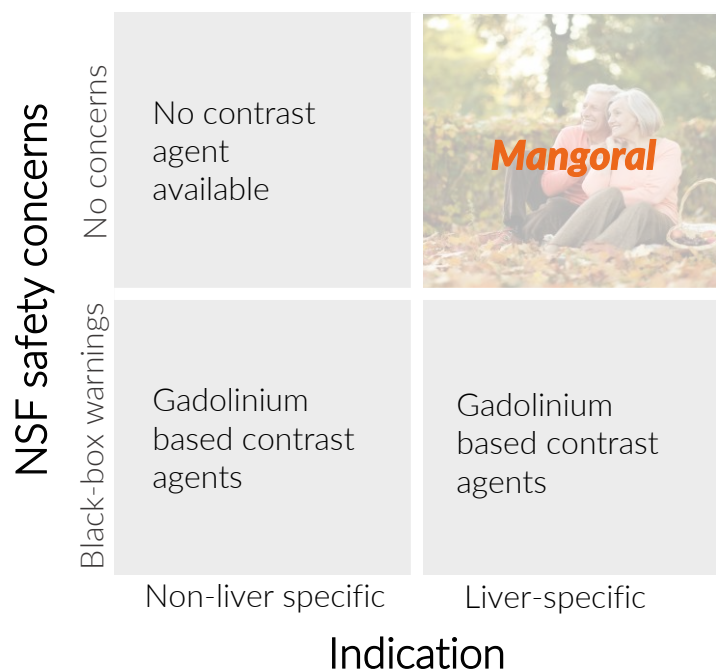 NSF safety concerns
No concerns
No contrast
agent
available
Mangoral
Black-box warnings
Gadolinium
based contrast
agents
Gadolinium
based contrast
agents
Non-liver specific
Liver-specific
Indication